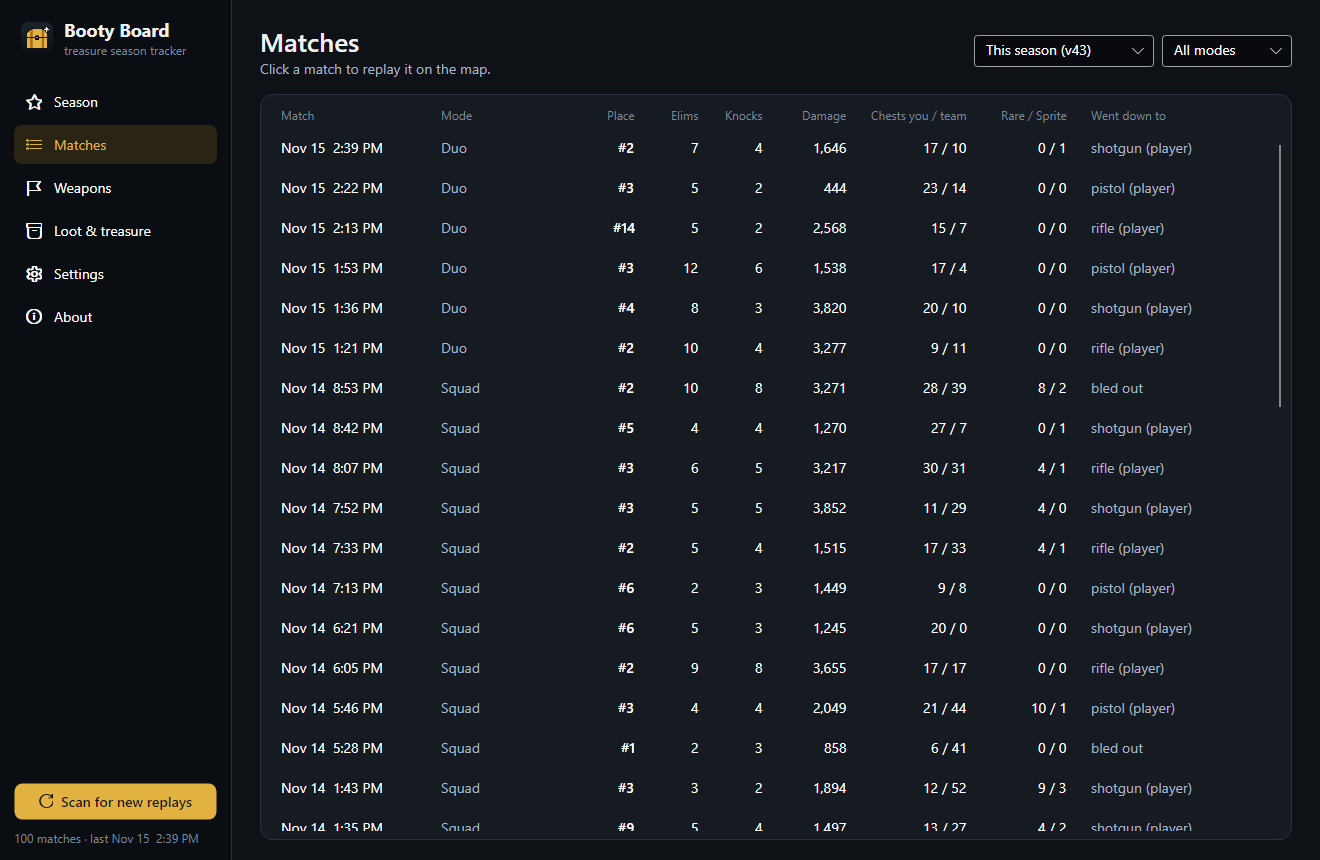 Booty Board
treasure season tracker
Season
Matches
Weapons
Loot & treasure
Settings
About
Scan for new replays
100 matches · last Nov 15 2:39 PM
Matches
Click a match to replay it on the map.
This season (v43)
All modes
Match Mode Place Elims Knocks Damage Chests you / team Rare / Sprite Went down to
Nov 15 2:39 PM Duo #2 7 4 1,646 17 / 10 0 / 1 shotgun (player)
Nov 15 2:22 PM Duo #3 5 2 444 23 / 14 0 / 0 pistol (player)
Nov 15 2:13 PM Duo #14 5 2 2,568 15 / 7 0 / 0 rifle (player)
Nov 15 1:53 PM Duo #3 12 6 1,538 17 / 4 0 / 0 pistol (player)
Nov 15 1:36 PM Duo #4 8 3 3,820 20 / 10 0 / 0 shotgun (player)
Nov 15 1:21 PM Duo #2 10 4 3,277 9 / 11 0 / 0 rifle (player)
Nov 14 8:53 PM Squad #2 10 8 3,271 28 / 39 8 / 2 bled out
Nov 14 8:42 PM Squad #5 4 4 1,270 27 / 7 0 / 1 shotgun (player)
Nov 14 8:07 PM Squad #3 6 5 3,217 30 / 31 4 / 1 rifle (player)
Nov 14 7:52 PM Squad #3 5 5 3,852 11 / 29 4 / 0 shotgun (player)
Nov 14 7:33 PM Squad #2 5 4 1,515 17 / 33 4 / 1 rifle (player)
Nov 14 7:13 PM Squad #6 2 3 1,449 9 / 8 0 / 0 pistol (player)
Nov 14 6:21 PM Squad #6 5 3 1,245 20 / 0 0 / 0 shotgun (player)
Nov 14 6:05 PM Squad #2 9 8 3,655 17 / 17 0 / 0 rifle (player)
Nov 14 5:46 PM Squad #3 4 4 2,049 21 / 44 10 / 1 pistol (player)
Nov 14 5:28 PM Squad #1 2 3 858 6 / 41 0 / 0 bled out
Nov 14 1:43 PM Squad #3 3 2 1,894 12 / 52 9 / 3 shotgun (player)
Nov 14 1:35 PM Squad #9 5 4 1,497 13 / 27 4 / 2 shotgun (player)